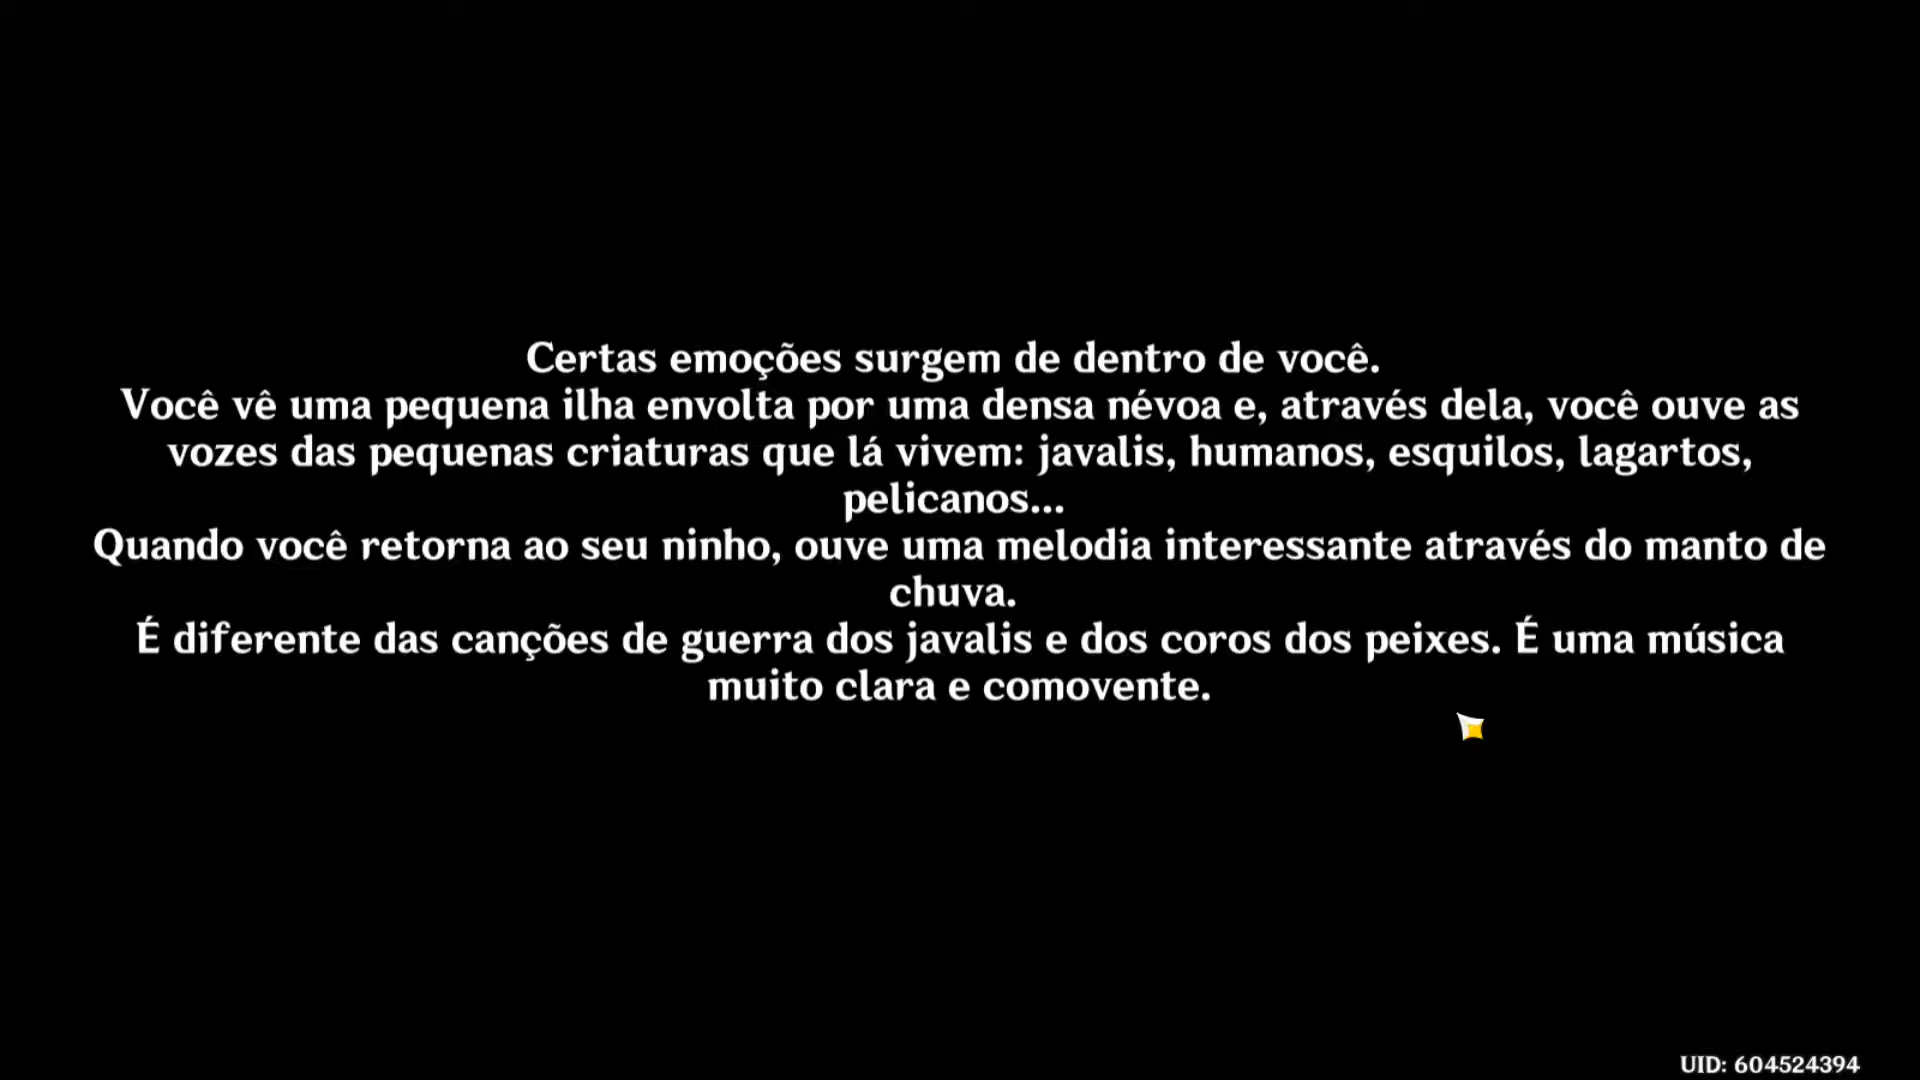 Certas emoções surgem de dentro de você.
Você vê uma pequena ilha envolta por uma densa névoa e, através dela, você ouve as
vozes das pequenas criaturas que lá vivem: javalis, humanos, esquilos, lagartos,
pelicanos...
Quando você retorna ao seu ninho, ouve uma melodia interessante através do manto de
chuva.
É diferente das canções de guerra dos javalis e dos coros dos peixes. É uma música
muito clara e comovente.
UID: 604524394